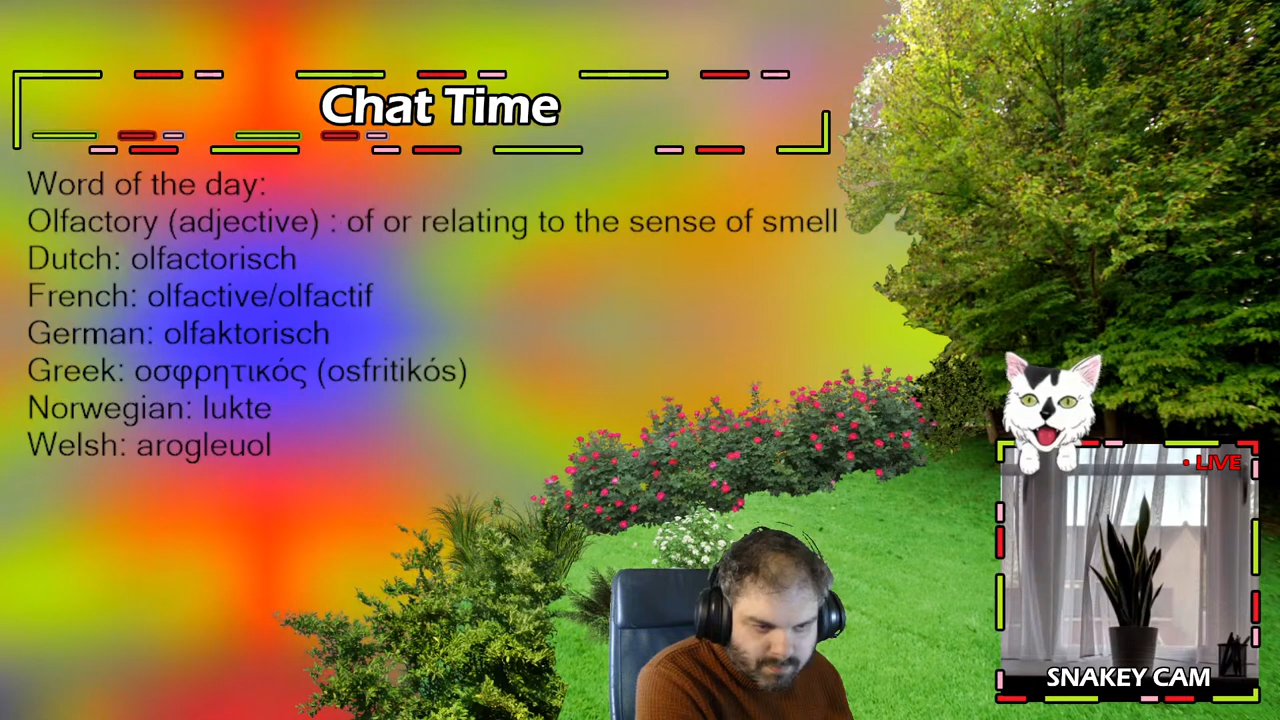 Chat Time
Word of the day:
Olfactory (adjective) : of or relating to the sense of smell
Dutch: olfactorisch
French: olfactive/olfactif
German: olfaktorisch
Greek: οσφρητικός (osfritikós)
Norwegian: lukte
Welsh: arogleuol
• LIVE
SNAKEY CAM